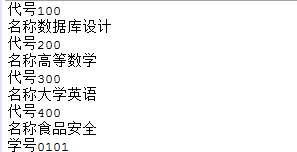 代号100
名称数据库设计
代号200
名称高等数学
代号300
名称大学英语
代号400
名称食品安全
学号0101